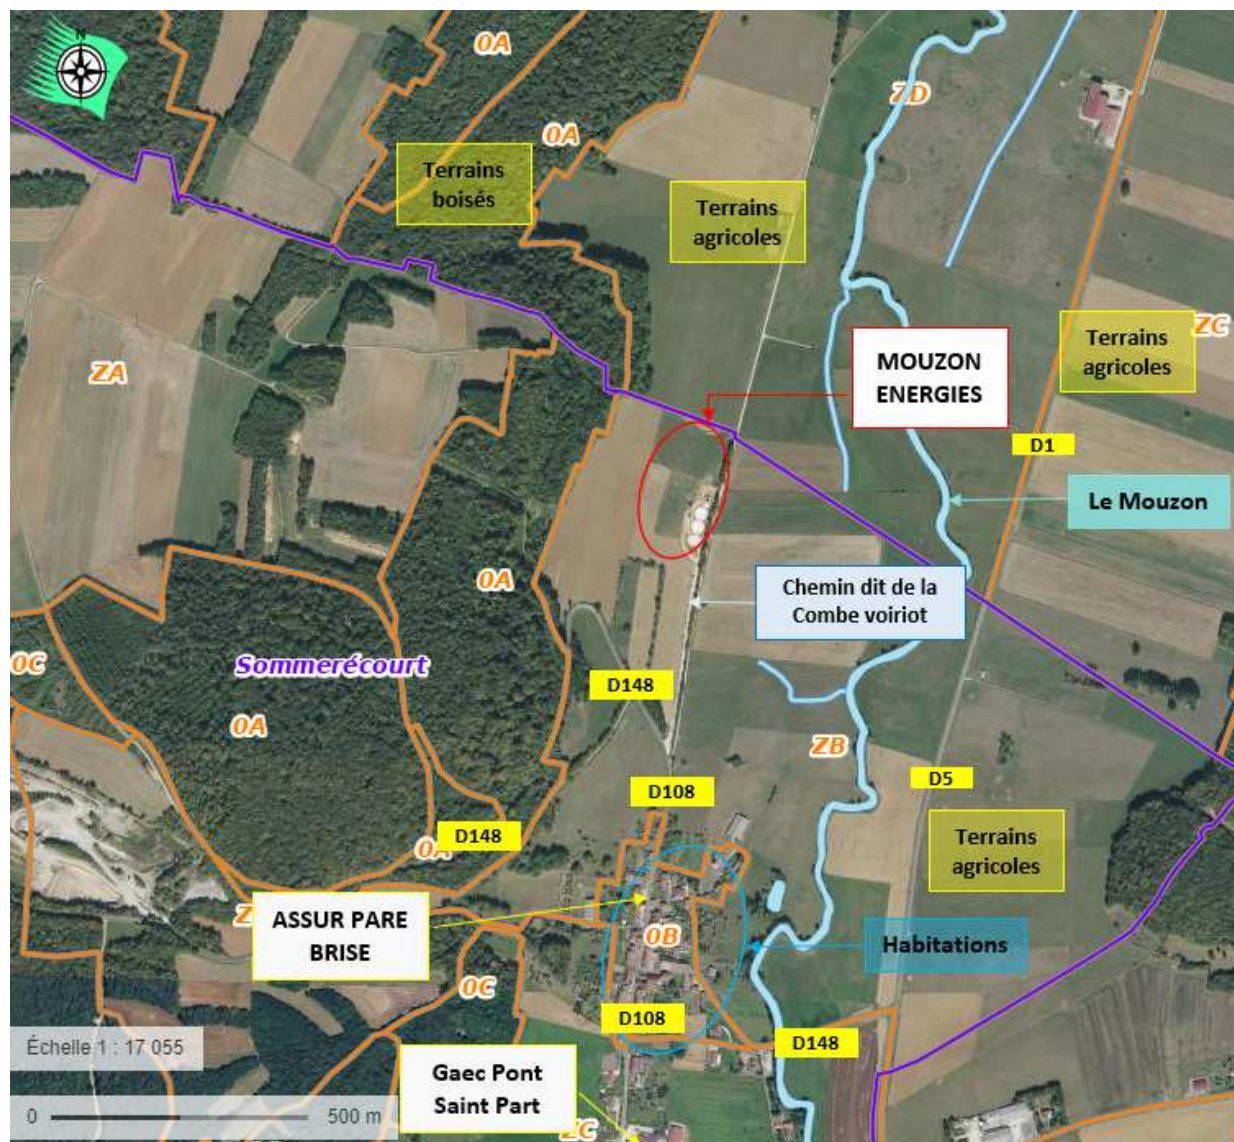 N
0A
ZD
0A
Terrains
boisés
Terrains
agricoles
ZC
Terrains
agricoles
MOUZON
ENERGIES
ZA
D1
Le Mouzon
0A
Chemin dit de la
Combe voiriot
0C
Sommerécourt
D148
0A
ZB
D5
D108
D148
0A
Terrains
agricoles
ASSUR PARE
BRISE
Z
0B
Habitations
0C
D108
D148
Échelle 1 : 17 055
Gaec Pont
Saint Part
0
500 m
ZC